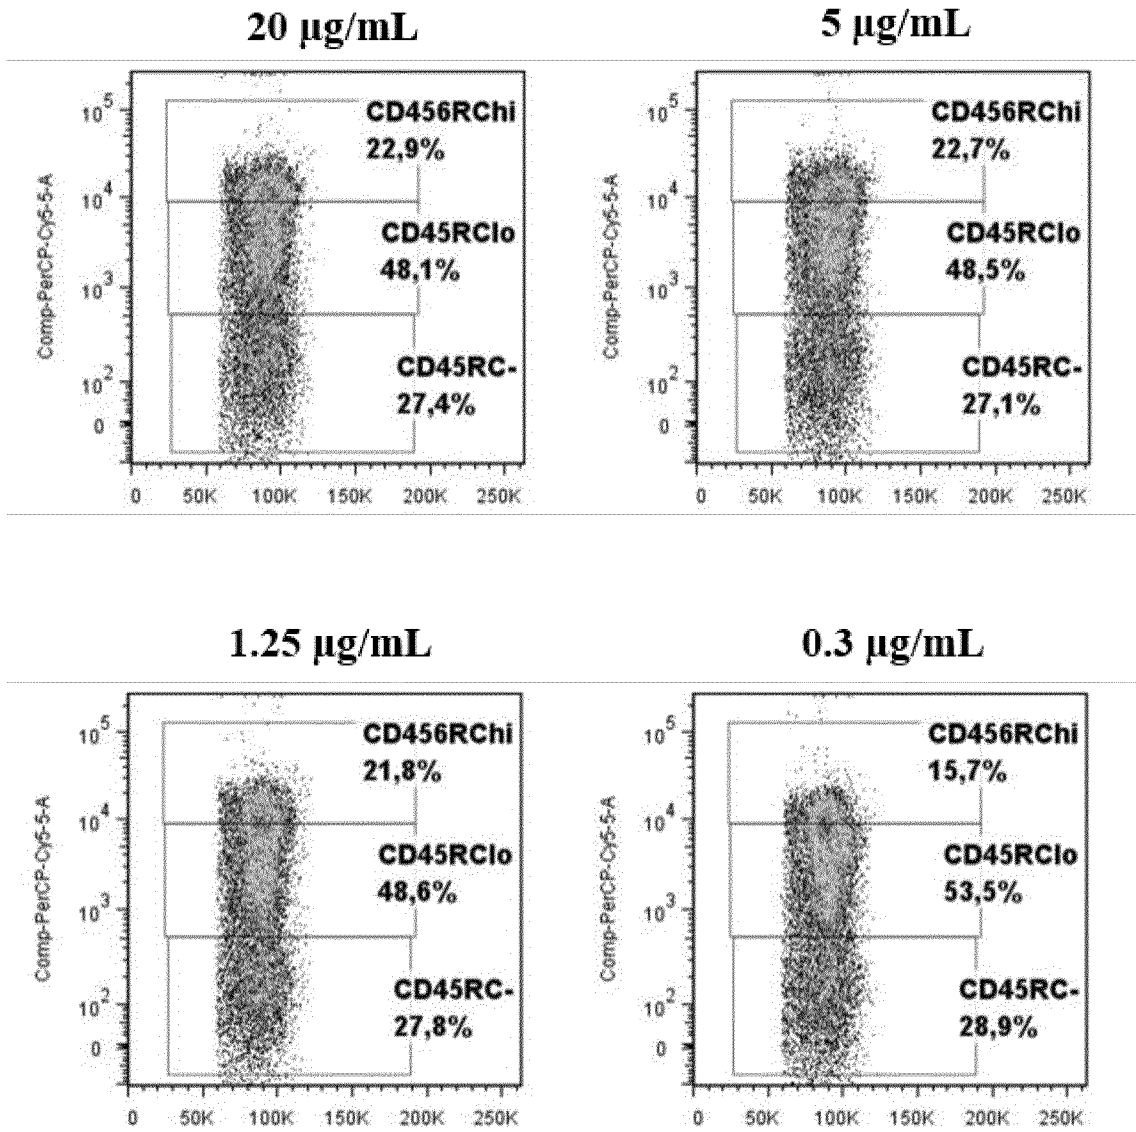 20 μg/mL
5 μg/mL
CD456RChi
22,9%
CD45RClo
48,1%
CD45RC-
27,4%
Comp-PerCP-Cy5-5-A
10^5
10^4
10^3
10^2
0
0 50K 100K 150K 200K 250K
CD456RChi
22,7%
CD45RClo
48,5%
CD45RC-
27,1%
Comp-PerCP-Cy5-5-A
10^5
10^4
10^3
10^2
0
0 50K 100K 150K 200K 250K
1.25 μg/mL
0.3 μg/mL
CD456RChi
21,8%
CD45RClo
48,6%
CD45RC-
27,8%
Comp-PerCP-Cy5-5-A
10^5
10^4
10^3
10^2
0
0 50K 100K 150K 200K 250K
CD456RChi
15,7%
CD45RClo
53,5%
CD45RC-
28,9%
Comp-PerCP-Cy5-5-A
10^5
10^4
10^3
10^2
0
0 50K 100K 150K 200K 250K